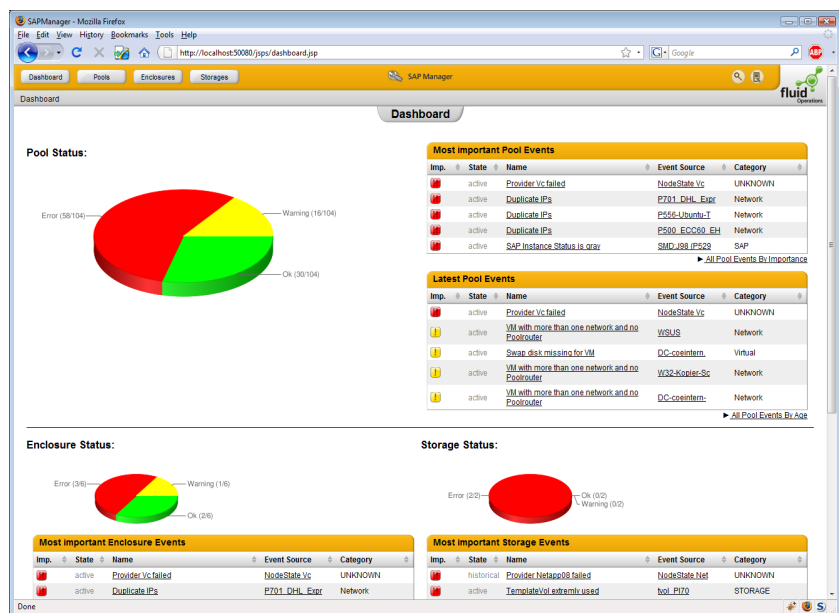 SAPManager - Mozilla Firefox
File Edit View History Bookmarks Tools Help
http://localhost:50080/jsps/dashboard.jsp
G Google
ABP
Dashboard Pools Enclosures Storages SAP Manager
fluid
Operations
Dashboard
Dashboard
Pool Status:
Error (58/104)
Warning (16/104)
Ok (30/104)
Most important Pool Events
Imp. State Name Event Source Category
active Provider Vc failed NodeState Vc UNKNOWN
active Duplicate IPs P701_DHL_Expr Network
active Duplicate IPs P556-Ubuntu-T Network
active Duplicate IPs P500_ECC60_EH Network
active SAP Instance Status is gray SMD:J98 (P529 SAP
All Pool Events By Importance
Latest Pool Events
Imp. State Name Event Source Category
active Provider Vc failed NodeState Vc UNKNOWN
active VM with more than one network and no
Poolrouter WSUS Network
active Swap disk missing for VM DC-coeintern. Virtual
active VM with more than one network and no
Poolrouter W32-Kopier-Sc Network
active VM with more than one network and no
Poolrouter DC-coeintern- Network
All Pool Events By Age
Enclosure Status:
Error (3/6)
Warning (1/6)
Ok (2/6)
Storage Status:
Error (2/2)
Ok (0/2)
Warning (0/2)
Most important Enclosure Events
Imp. State Name Event Source Category
active Provider Vc failed NodeState Vc UNKNOWN
active Duplicate IPs P701_DHL_Expr Network
Most important Storage Events
Imp. State Name Event Source Category
historical Provider Netapp08 failed NodeState Net UNKNOWN
active TemplateVol extremly used tvol_PI70 STORAGE
Done